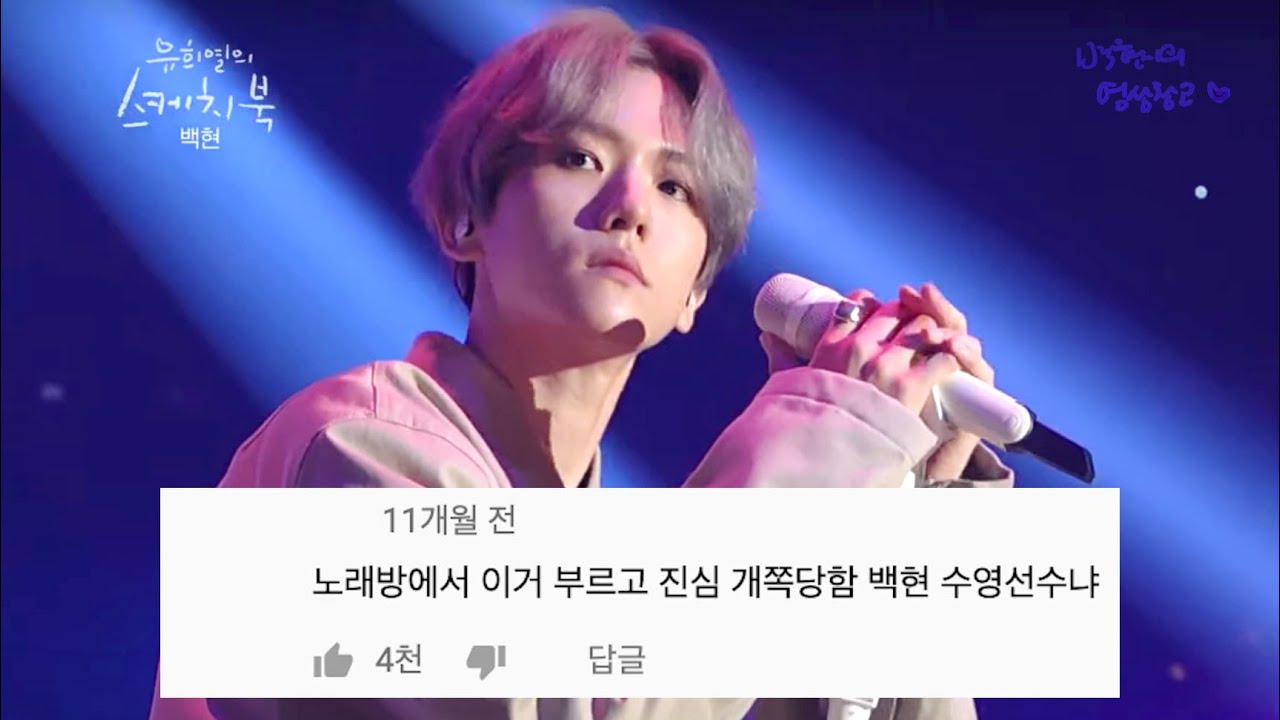 유희열의
스케치북
백현
백현이의
영상창고
11개월 전
노래방에서 이거 부르고 진심 개쪽당함 백현 수영선수냐
4천
답글